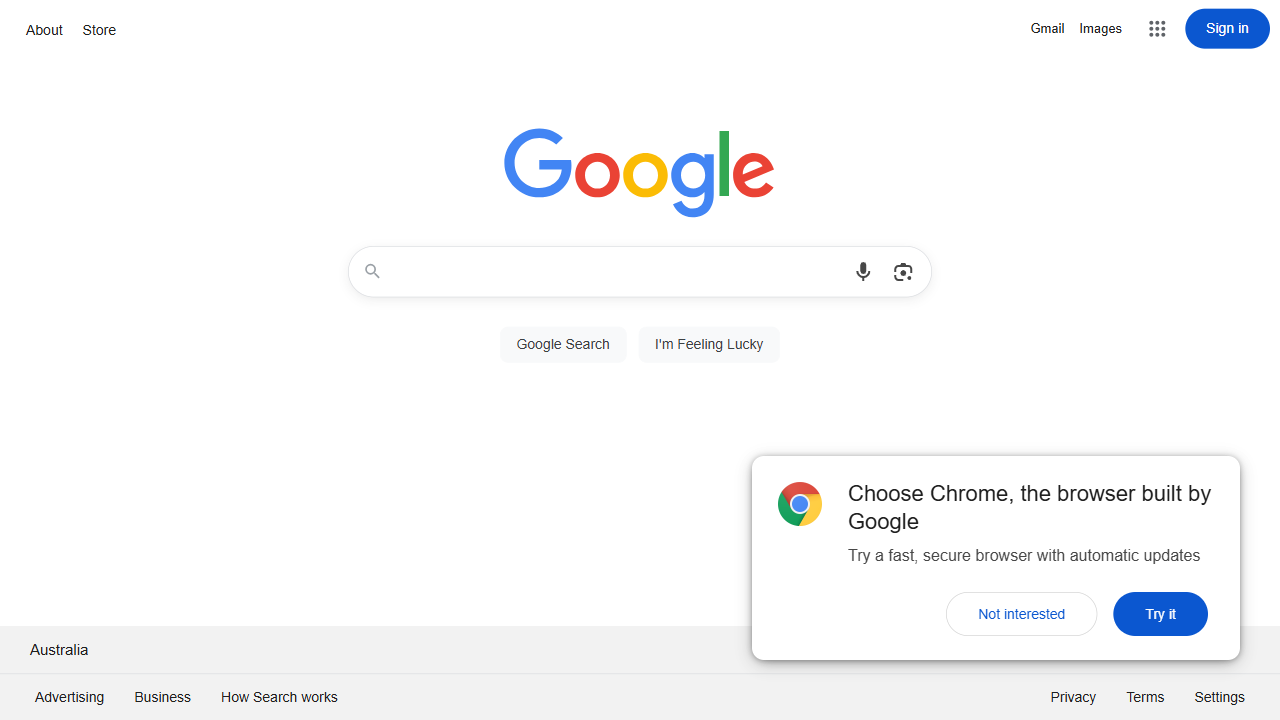 About Store
Gmail Images Sign in
Google
Google Search I'm Feeling Lucky
Choose Chrome, the browser built by
Google
Try a fast, secure browser with automatic updates
Not interested Try it
Australia
Advertising Business How Search works
Privacy Terms Settings